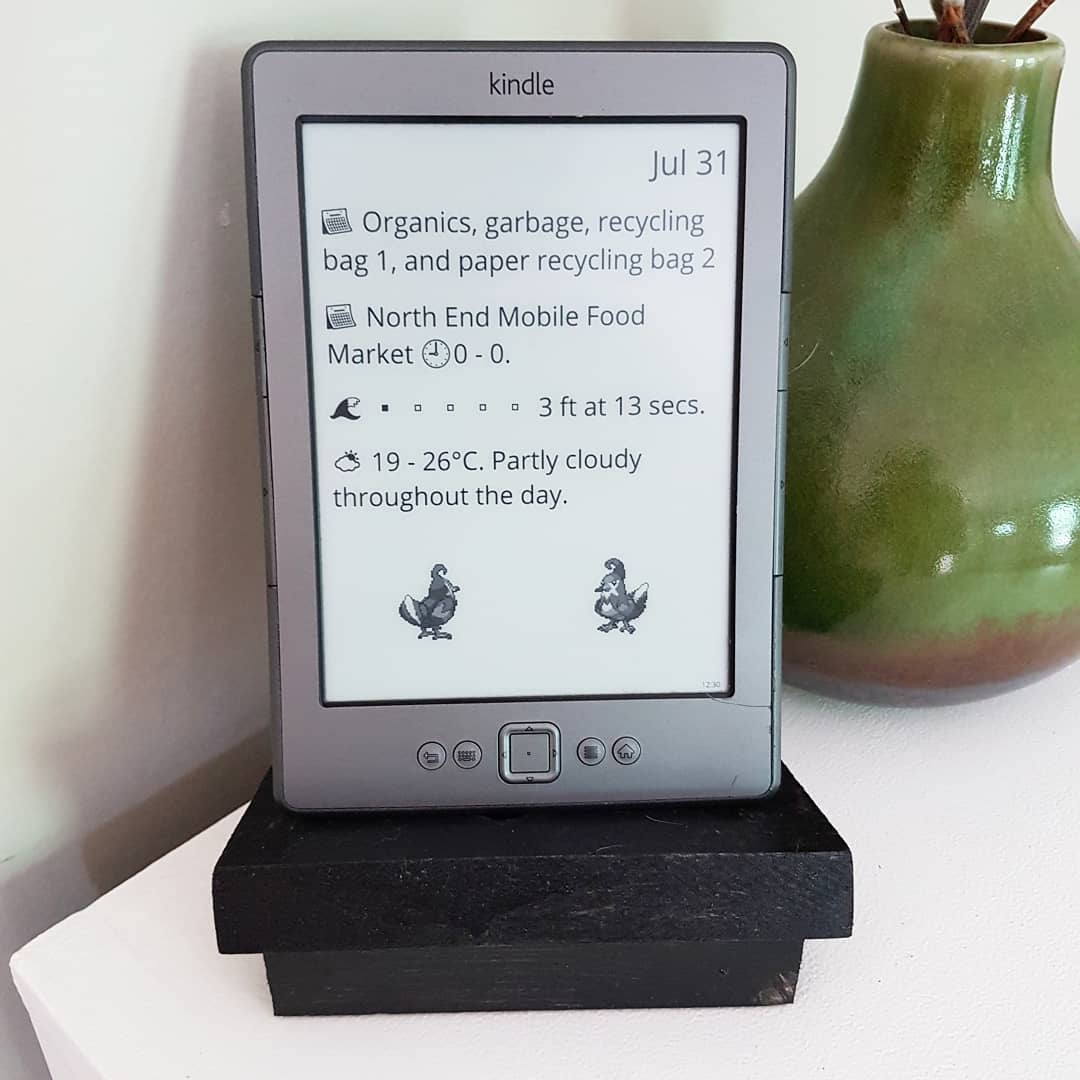 kindle
Jul 31
Organics, garbage, recycling
bag 1, and paper recycling bag 2
North End Mobile Food
Market 0 - 0.
3 ft at 13 secs.
19 - 26°C. Partly cloudy
throughout the day.
12:30